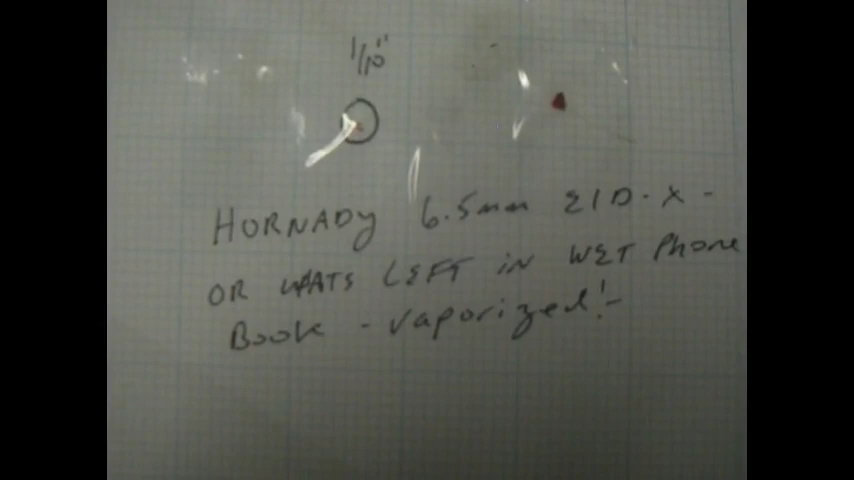 1/10"
HORNADY 6.5mm ELD-X -
OR WHATS LEFT IN WET PHONE
BOOK - vaporized! -